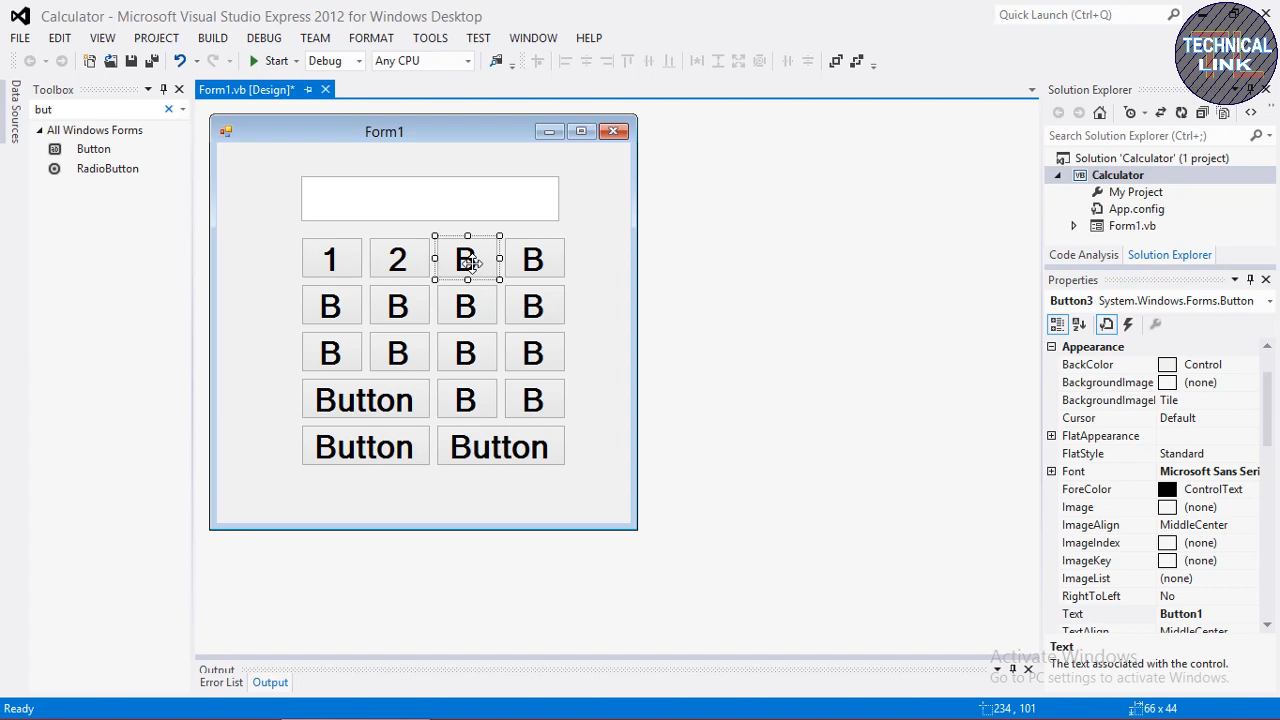 Calculator - Microsoft Visual Studio Express 2012 for Windows Desktop
Quick Launch (Ctrl+Q)
TECHNICAL
LINK
FILE EDIT VIEW PROJECT BUILD DEBUG TEAM FORMAT TOOLS TEST WINDOW HELP
Start Debug Any CPU
Data Sources
Toolbox
but
All Windows Forms
Button
RadioButton
Form1.vb [Design]*
Form1
1 2 B B
B B B B
B B B B
Button B B
Button Button
Output
Error List Output
Solution Explorer
Search Solution Explorer (Ctrl+;)
Solution 'Calculator' (1 project)
Calculator
My Project
App.config
Form1.vb
Code Analysis Solution Explorer
Properties
Button3 System.Windows.Forms.Button
Appearance
BackColor Control
BackgroundImage (none)
BackgroundImageL Tile
Cursor Default
FlatAppearance
FlatStyle Standard
Font Microsoft Sans Seri
ForeColor ControlText
Image (none)
ImageAlign MiddleCenter
ImageIndex (none)
ImageKey (none)
ImageList (none)
RightToLeft No
Text Button1
TextAlign MiddleCenter
Text
The text associated with the control.
Activate Windows
Go to PC settings to activate Windows.
Ready
234 , 101
66 x 44